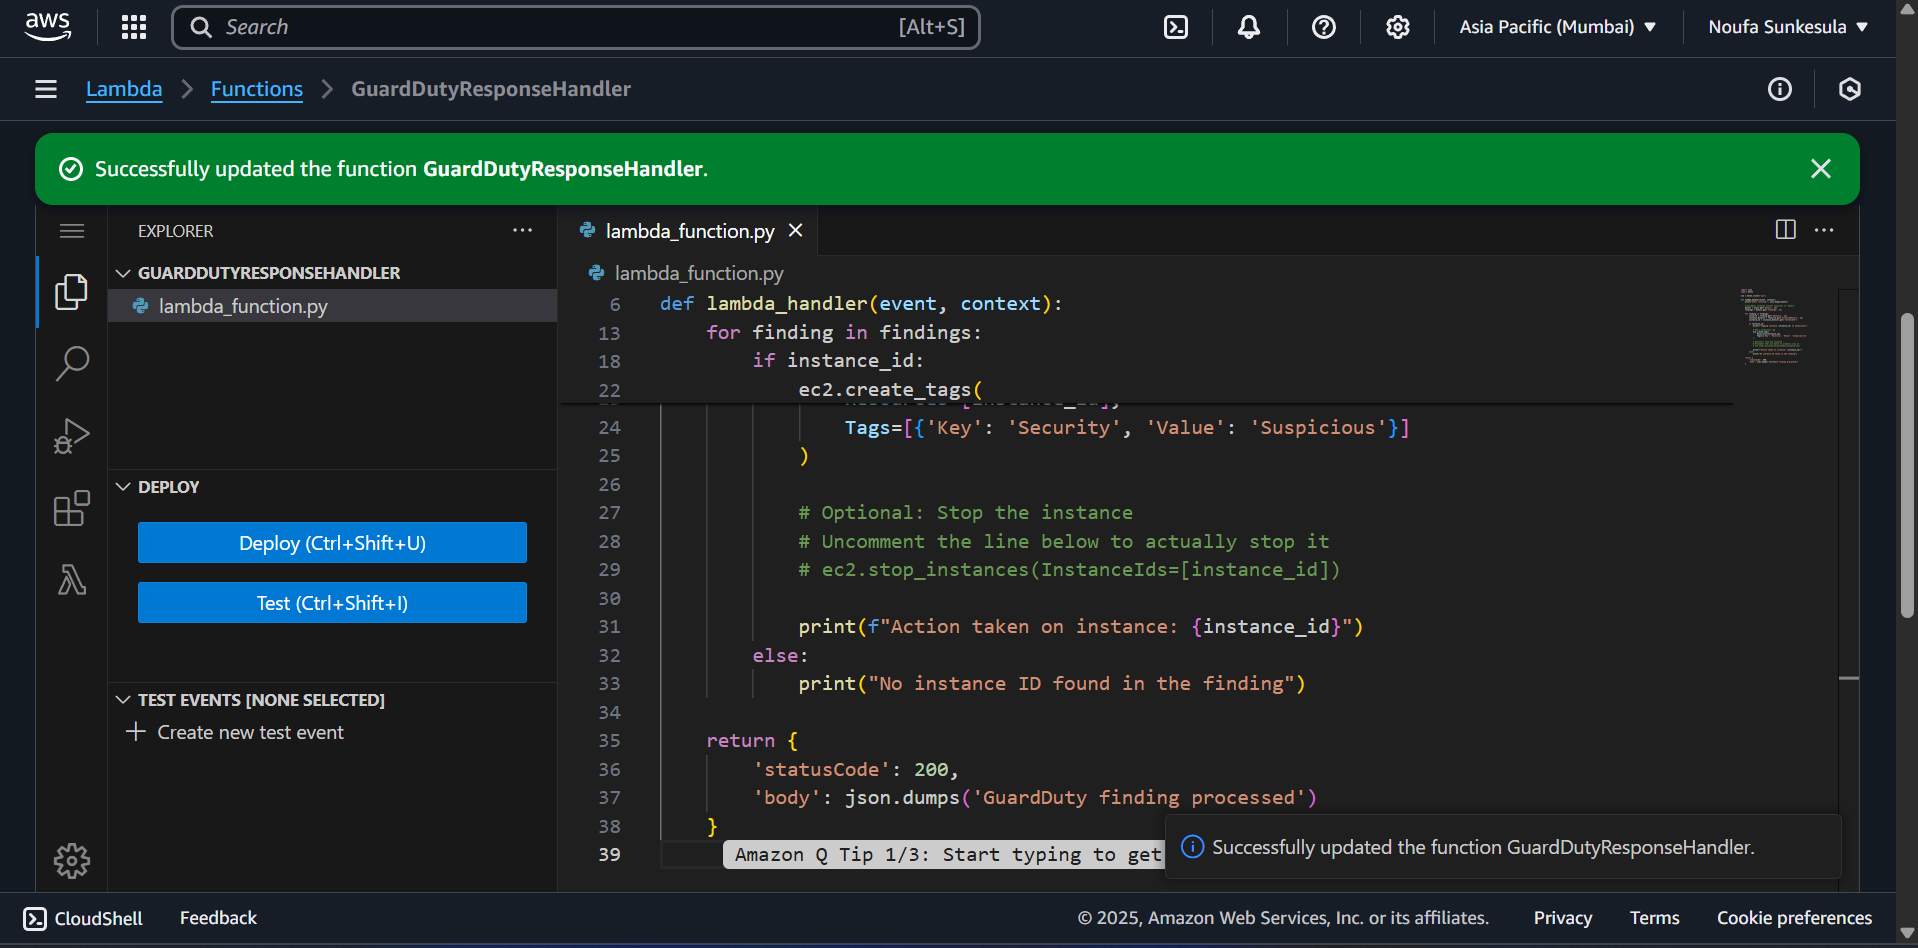 aws
Search [Alt+S]
Asia Pacific (Mumbai)
Noufa Sunkesula
Lambda
Functions
GuardDutyResponseHandler
Successfully updated the function GuardDutyResponseHandler.
EXPLORER
GUARDDUTYRESPONSEHANDLER
lambda_function.py
DEPLOY
Deploy (Ctrl+Shift+U)
Test (Ctrl+Shift+I)
TEST EVENTS [NONE SELECTED]
Create new test event
lambda_function.py
lambda_function.py
6 def lambda_handler(event, context):
13 for finding in findings:
18 if instance_id:
22 ec2.create_tags(
24 Tags=[{'Key': 'Security', 'Value': 'Suspicious'}]
25 )
26
27 # Optional: Stop the instance
28 # Uncomment the line below to actually stop it
29 # ec2.stop_instances(InstanceIds=[instance_id])
30
31 print(f"Action taken on instance: {instance_id}")
32 else:
33 print("No instance ID found in the finding")
34
35 return {
36 'statusCode': 200,
37 'body': json.dumps('GuardDuty finding processed')
38 }
39 Amazon Q Tip 1/3: Start typing to get
Successfully updated the function GuardDutyResponseHandler.
CloudShell
Feedback
© 2025, Amazon Web Services, Inc. or its affiliates.
Privacy
Terms
Cookie preferences